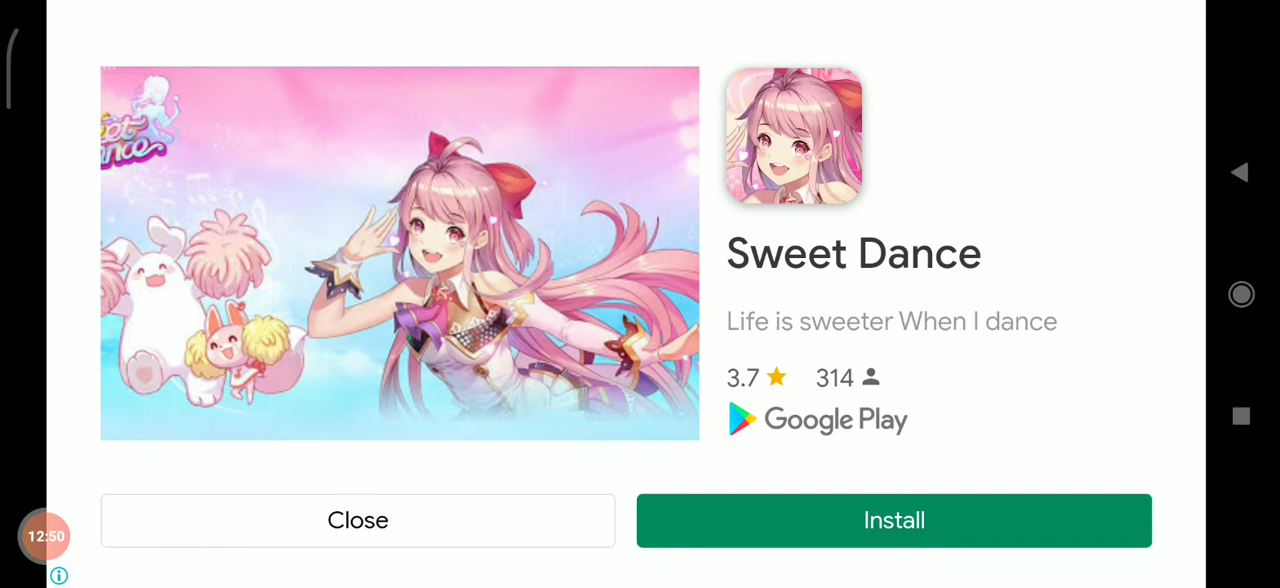 Sweet Dance
Life is sweeter When I dance
3.7
314
Google Play
Close
Install
12:50